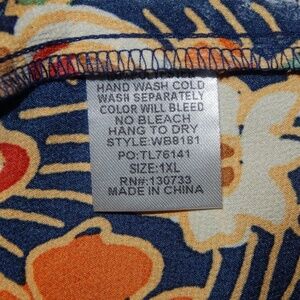 HAND WASH COLD
WASH SEPARATELY
COLOR WILL BLEED
NO BLEACH
HANG TO DRY
STYLE:WB8181
PO:TL76141
SIZE:1XL
RN#:130733
MADE IN CHINA